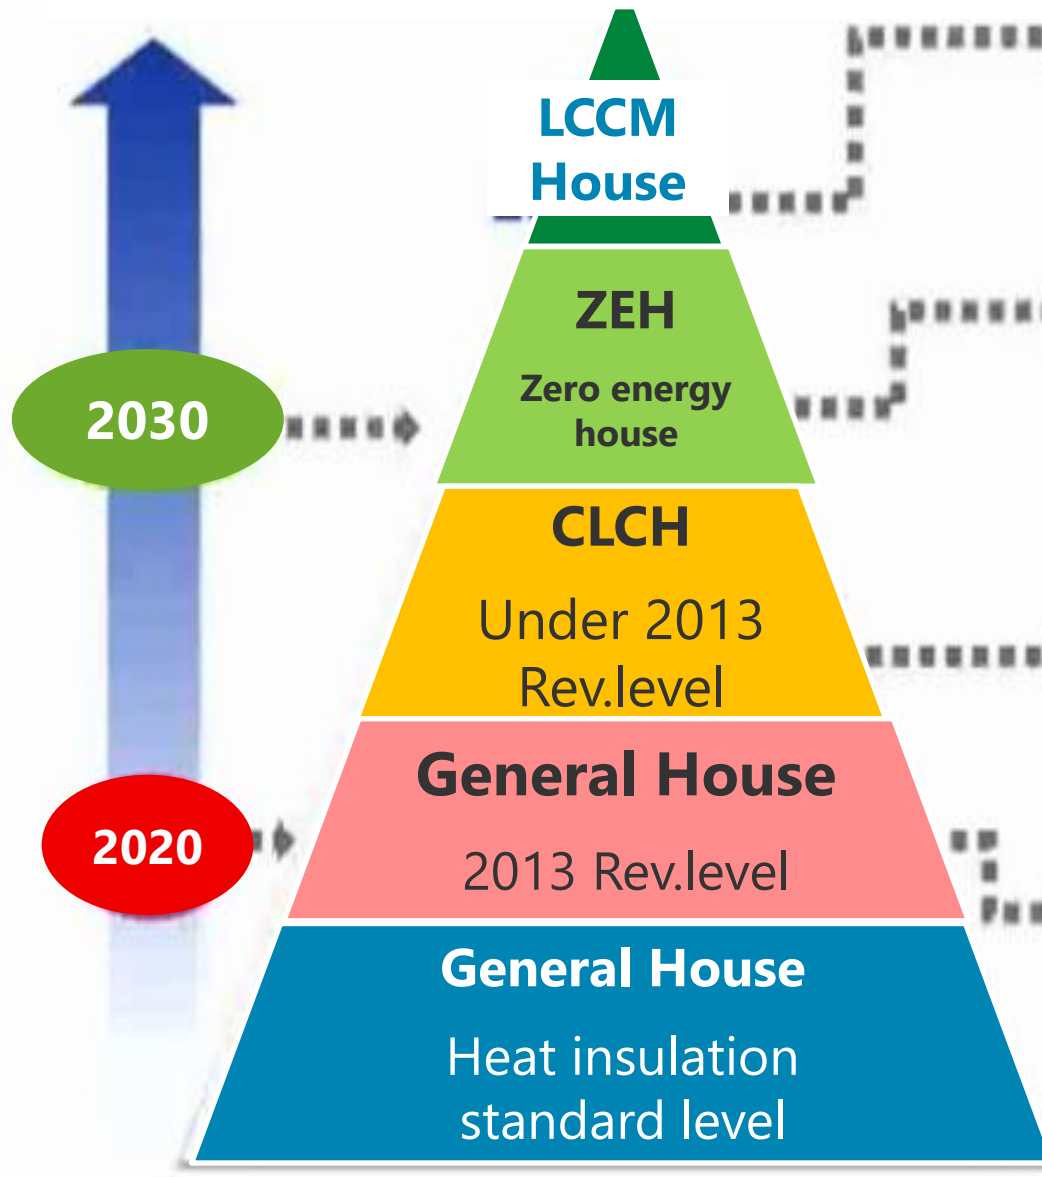 LCCM
House
ZEH
Zero energy
house
2030
CLCH
Under 2013
Rev.level
General House
2020
2013 Rev.level
General House
Heat insulation
standard level